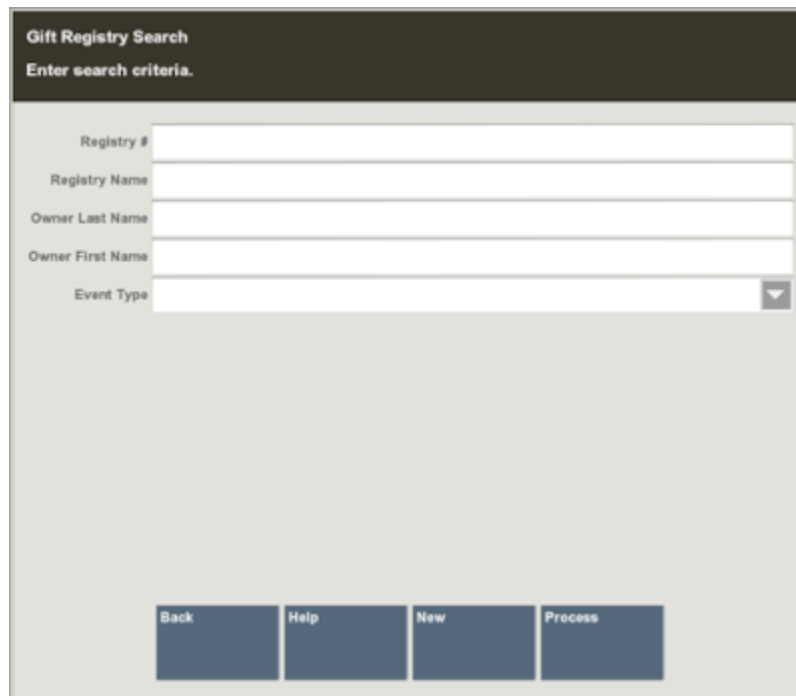 Gift Registry Search
Enter search criteria.
Registry #
Registry Name
Owner Last Name
Owner First Name
Event Type
Back Help New Process